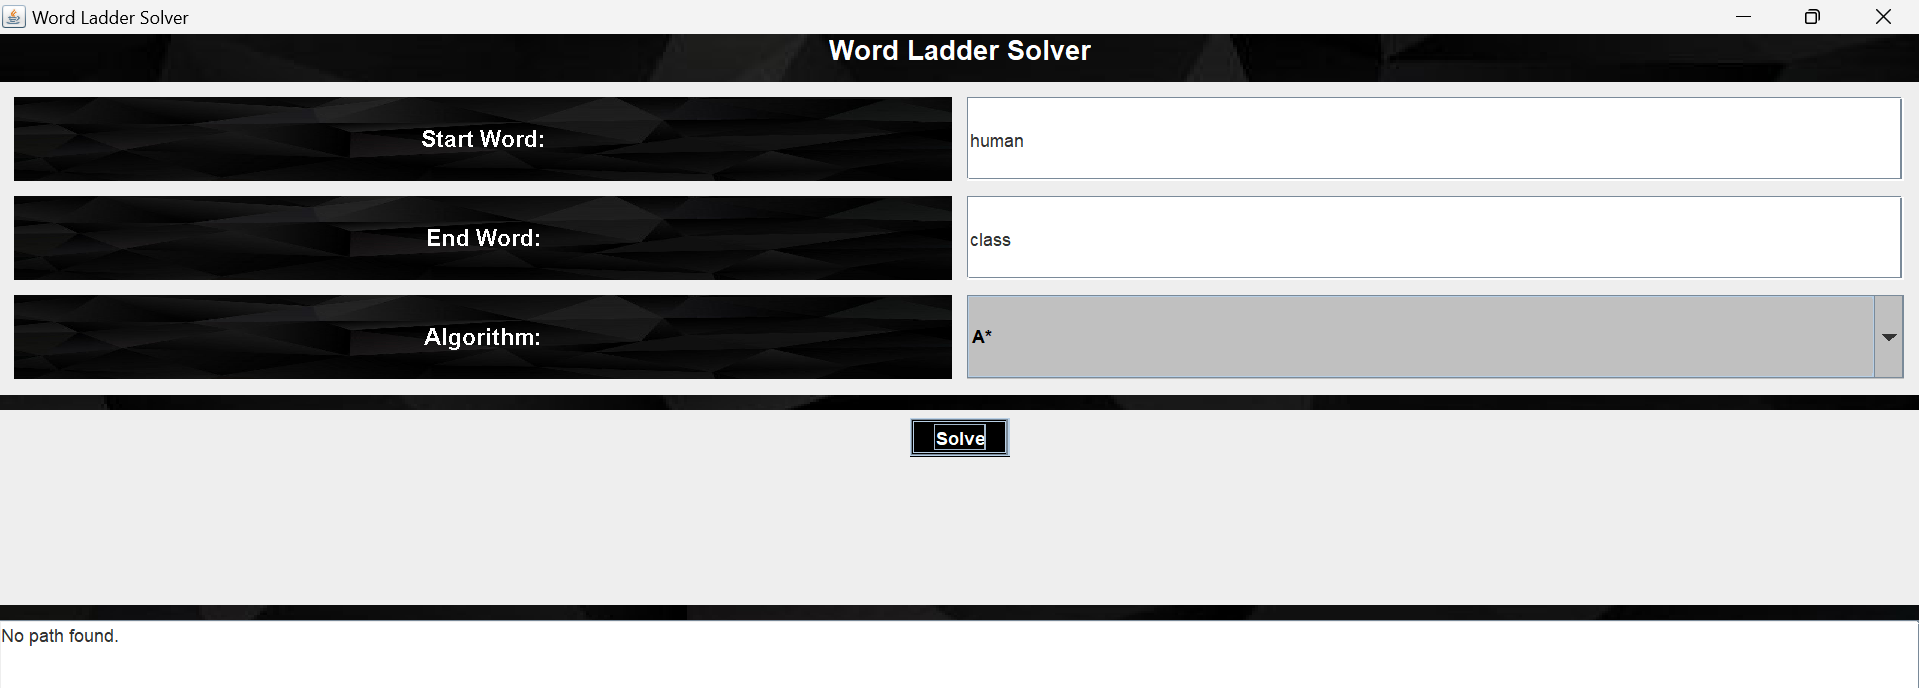 Word Ladder Solver
Word Ladder Solver
Start Word:
human
End Word:
class
Algorithm:
A*
Solve
No path found.